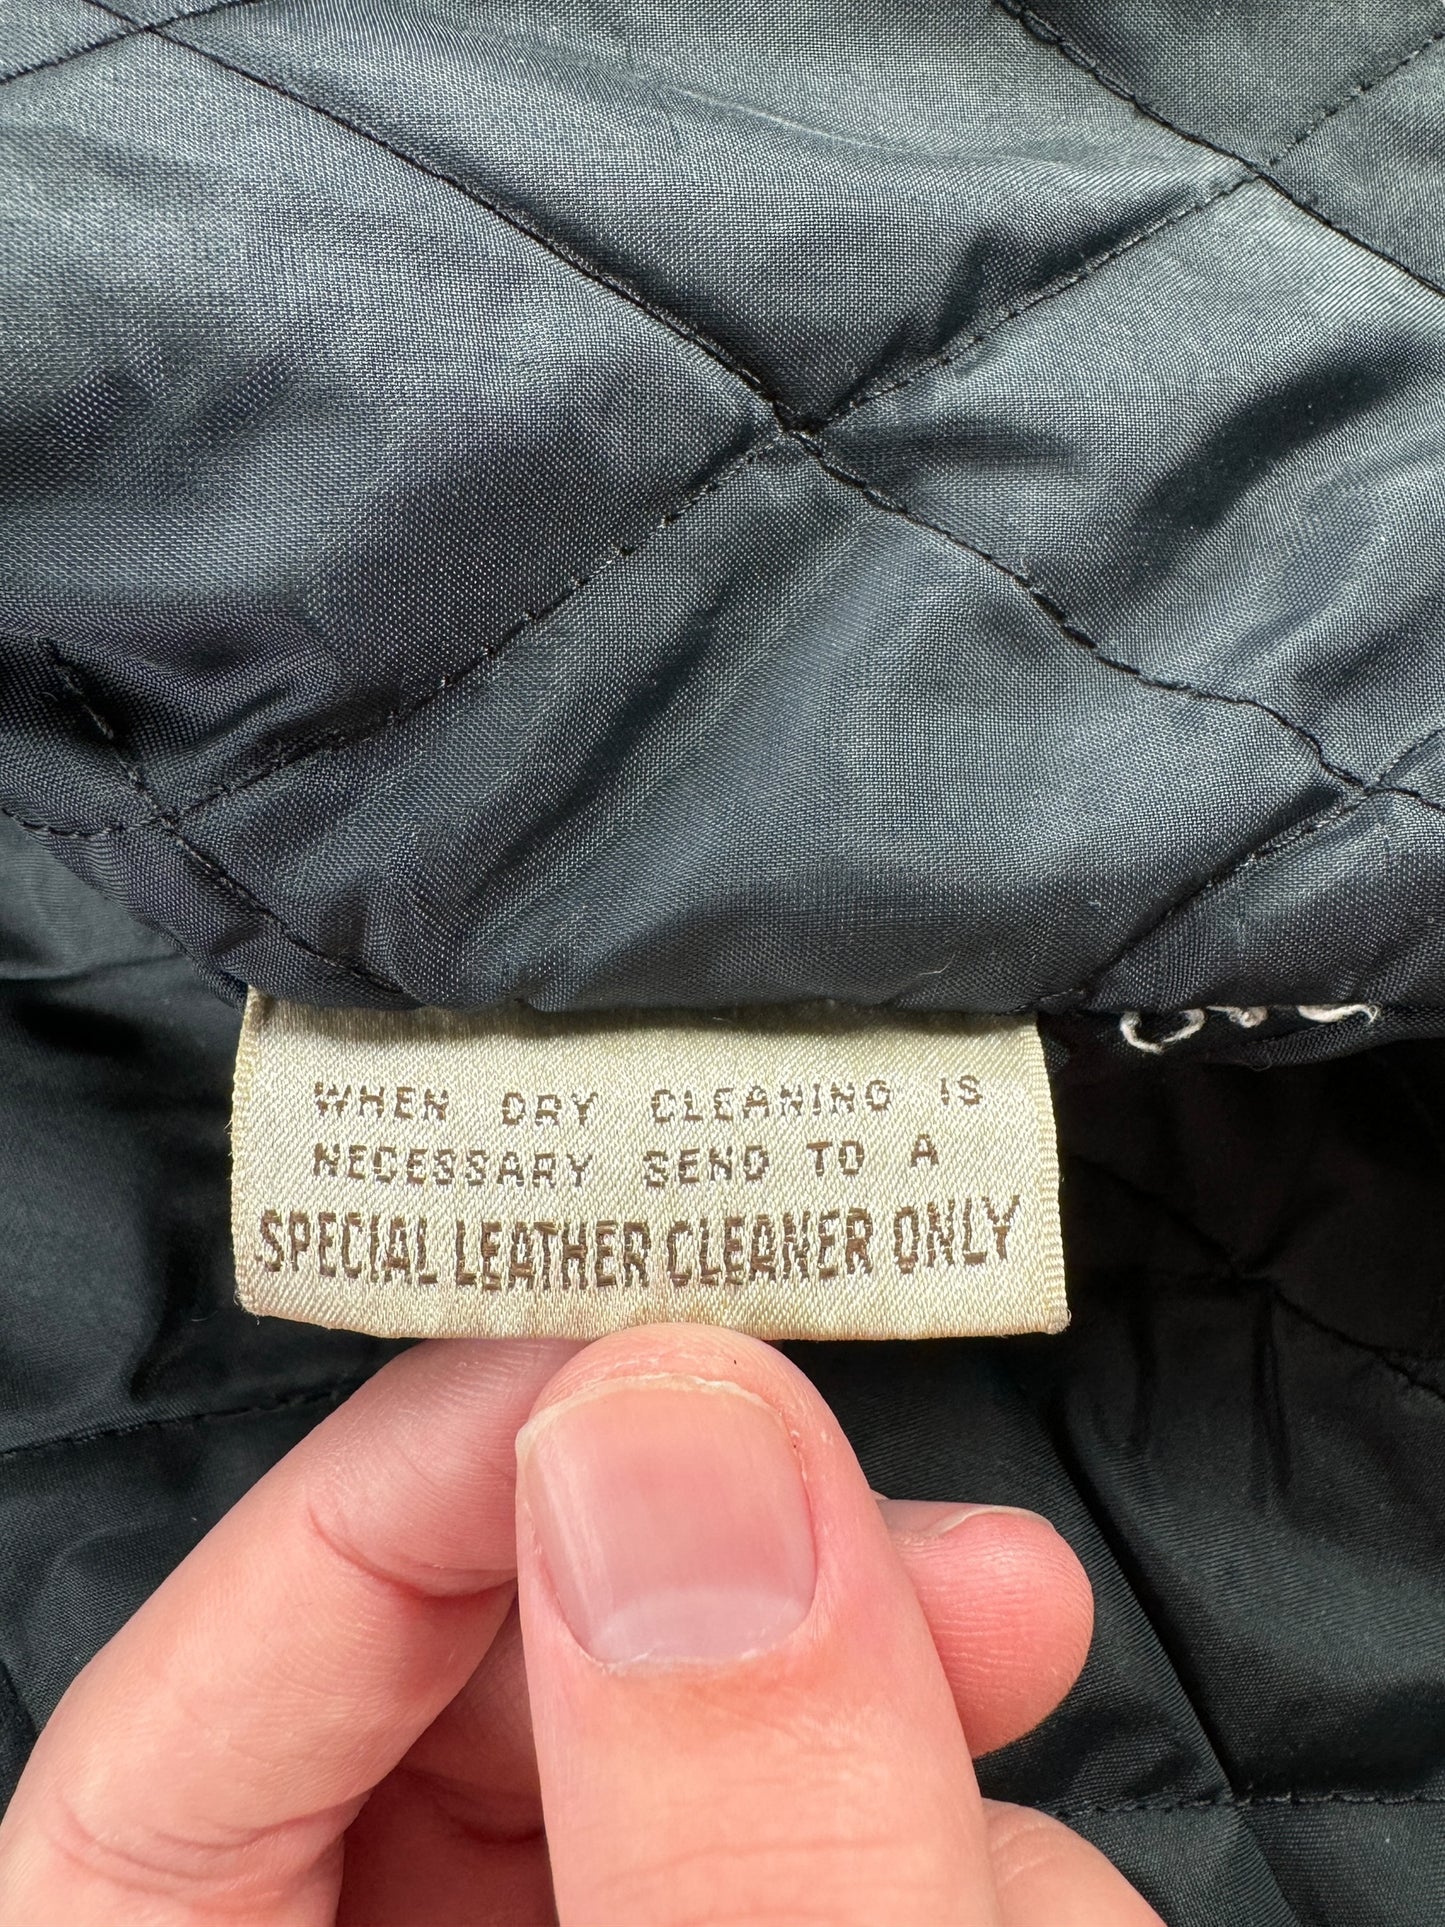 WHEN DRY CLEANING IS
NECESSARY SEND TO A
SPECIAL LEATHER CLEANER ONLY